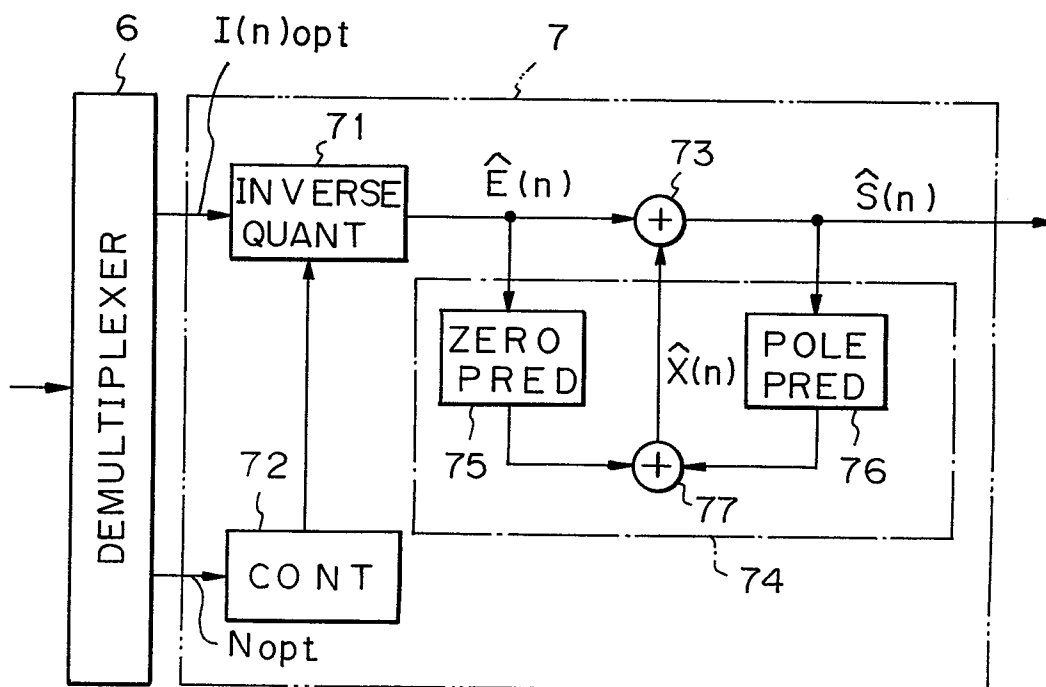 6
I(n)opt
7
71
INVERSE
QUANT
Ê(n)
73
+
Ŝ(n)
DEMULTIPLEXER
ZERO
PRED
X̂(n)
POLE
PRED
75
+
76
77
72
CONT
74
Nopt